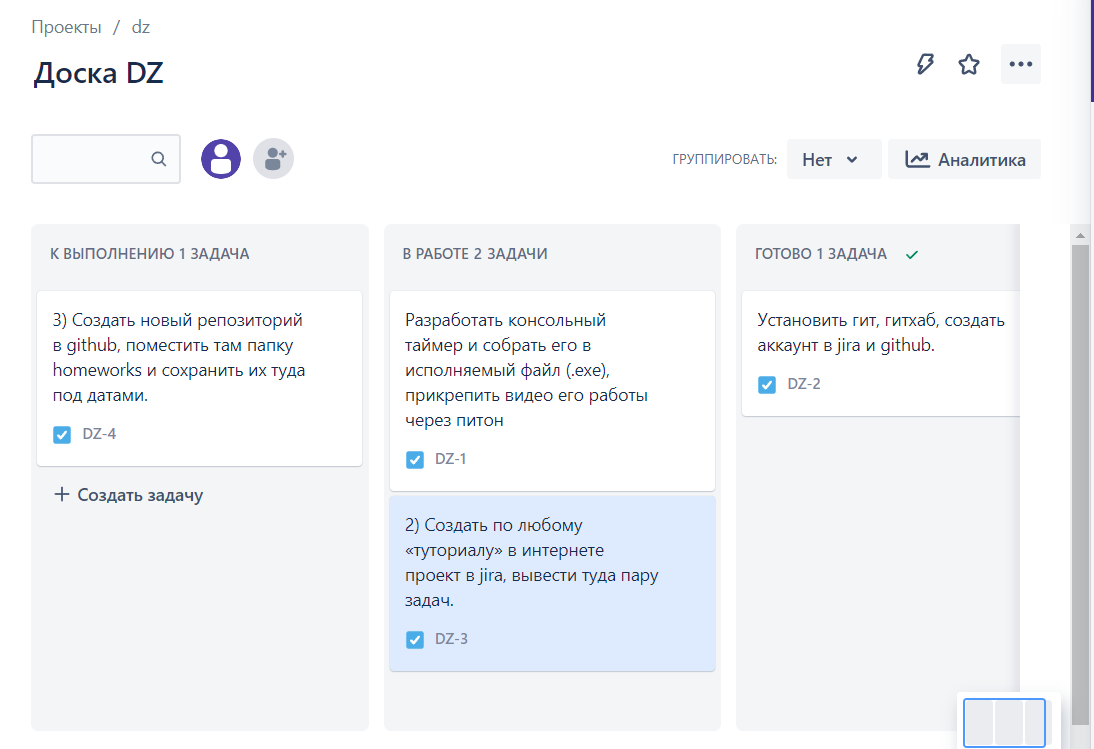 Проекты / dz
Доска DZ
ГРУППИРОВАТЬ:
Нет
Аналитика
К ВЫПОЛНЕНИЮ 1 ЗАДАЧА
3) Создать новый репозиторий
в github, поместить там папку
homeworks и сохранить их туда
под датами.
DZ-4
+ Создать задачу
В РАБОТЕ 2 ЗАДАЧИ
Разработать консольный
таймер и собрать его в
исполняемый файл (.exe),
прикрепить видео его работы
через питон
DZ-1
2) Создать по любому
«туториалу» в интернете
проект в jira, вывести туда пару
задач.
DZ-3
ГОТОВО 1 ЗАДАЧА
Установить гит, гитхаб, создать
аккаунт в jira и github.
DZ-2